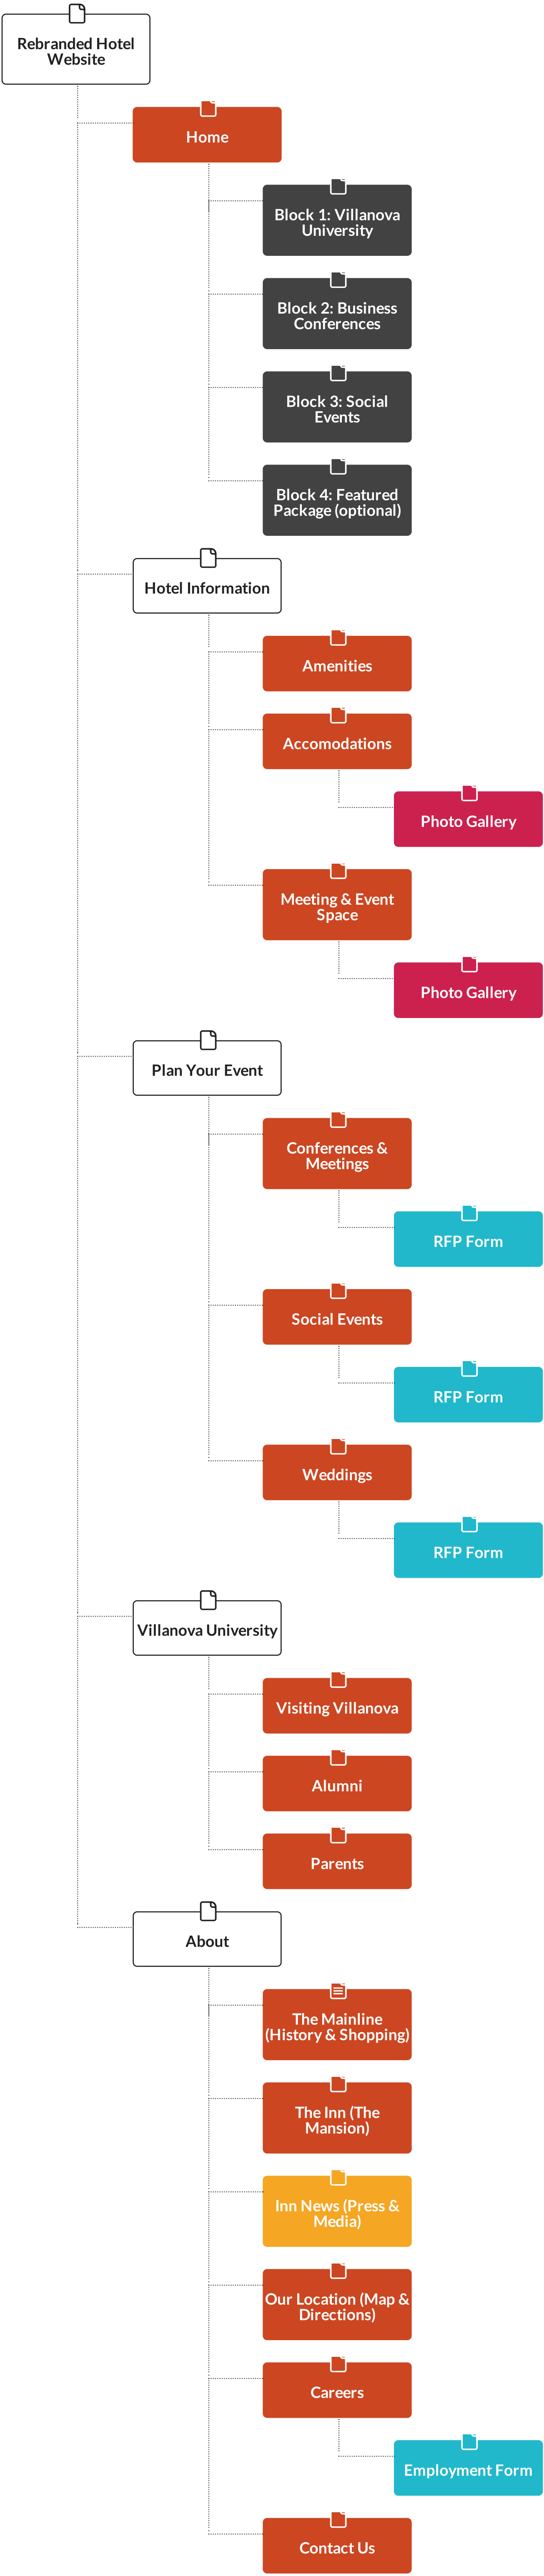 Rebranded Hotel
Website
Home
Block 1: Villanova
University
Block 2: Business
Conferences
Block 3: Social
Events
Block 4: Featured
Package (optional)
Hotel Information
Amenities
Accomodations
Photo Gallery
Meeting & Event
Space
Photo Gallery
Plan Your Event
Conferences &
Meetings
RFP Form
Social Events
RFP Form
Weddings
RFP Form
Villanova University
Visiting Villanova
Alumni
Parents
About
The Mainline
(History & Shopping)
The Inn (The
Mansion)
Inn News (Press &
Media)
Our Location (Map &
Directions)
Careers
Employment Form
Contact Us